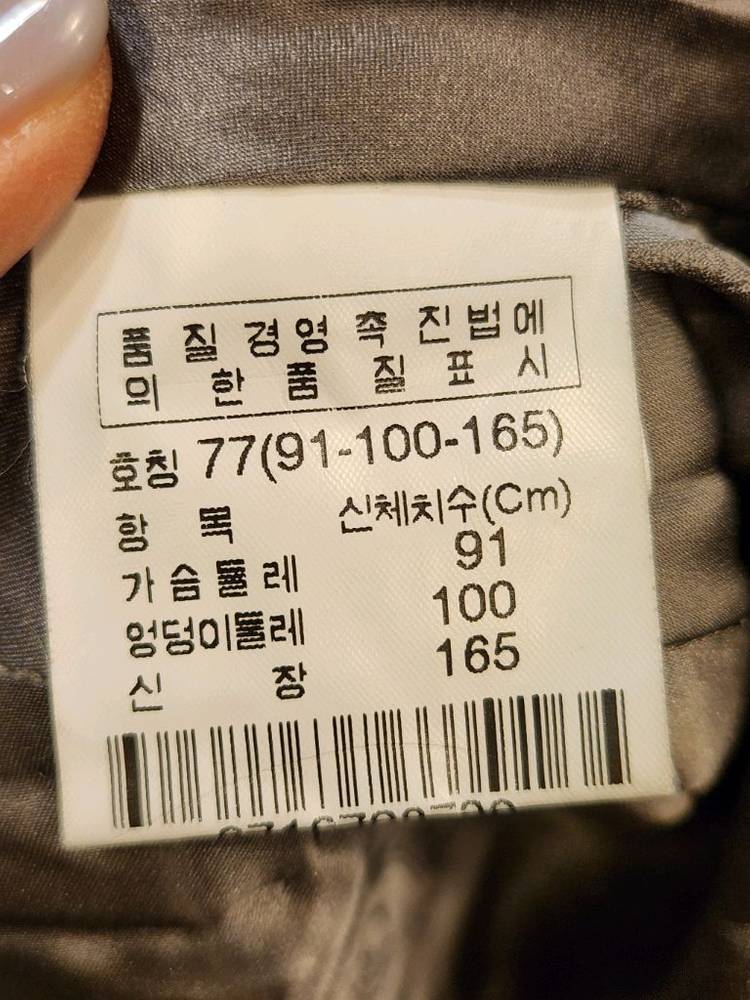 품 질 경 영 촉 진 법 에
의 한 품 질 표 시
호칭 77(91-100-165)
항 목 신체치수(Cm)
가 슴 둘 레 91
엉덩이둘레 100
신 장 165